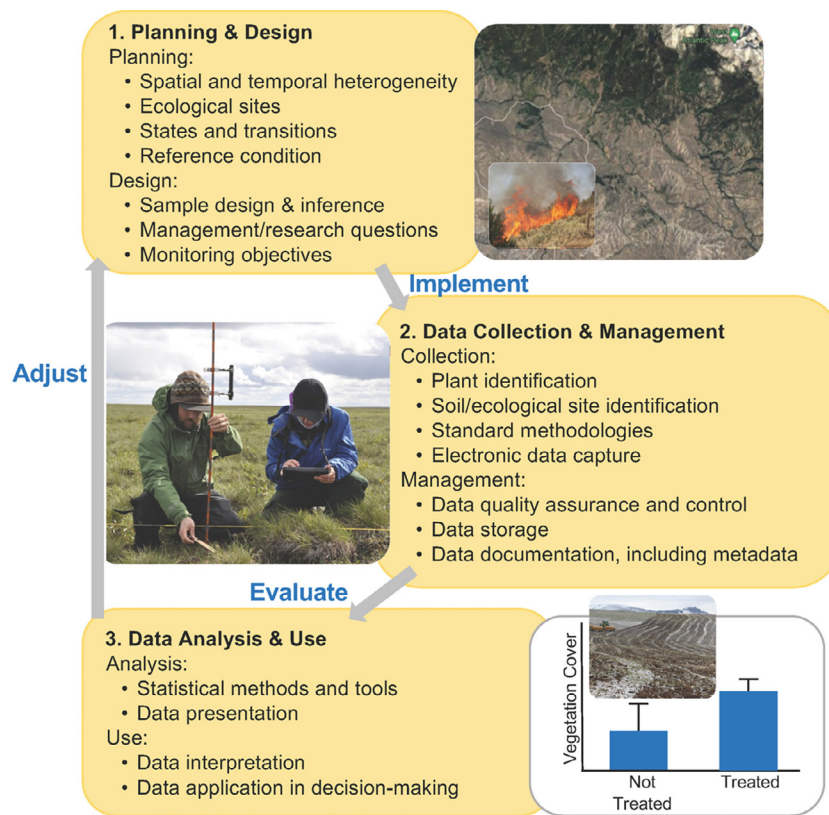 1. Planning & Design
Planning:
• Spatial and temporal heterogeneity
• Ecological sites
• States and transitions
• Reference condition
Design:
• Sample design & inference
• Management/research questions
• Monitoring objectives
Implement
Adjust
2. Data Collection & Management
Collection:
• Plant identification
• Soil/ecological site identification
• Standard methodologies
• Electronic data capture
Management:
• Data quality assurance and control
• Data storage
• Data documentation, including metadata
Evaluate
3. Data Analysis & Use
Analysis:
• Statistical methods and tools
• Data presentation
Use:
• Data interpretation
• Data application in decision-making
Vegetation Cover
Not
Treated
Treated